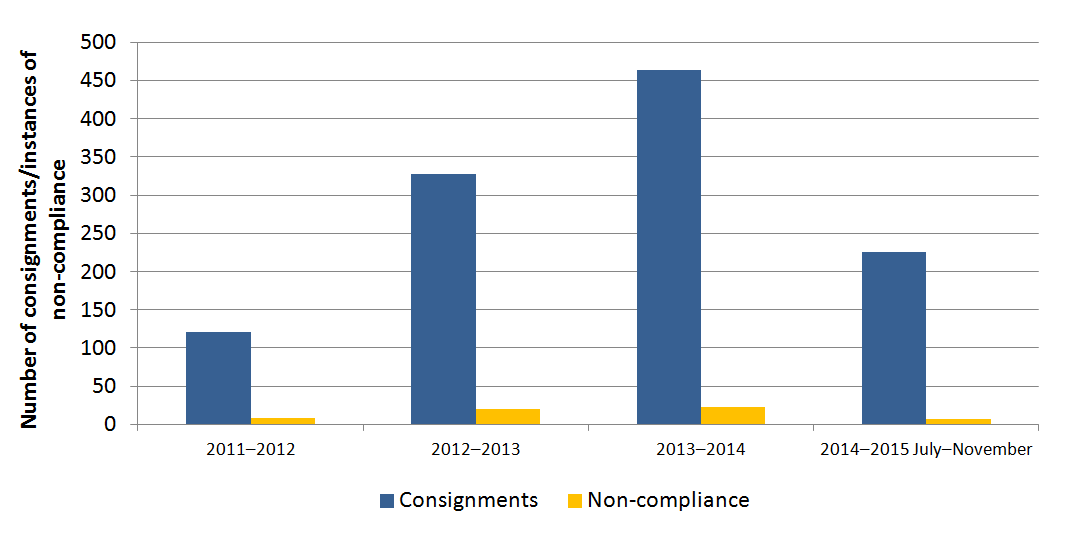 Number of consignments/instances of
non-compliance
500
450
400
350
300
250
200
150
100
50
0
2011–2012 2012–2013 2013–2014 2014–2015 July–November
Consignments Non-compliance